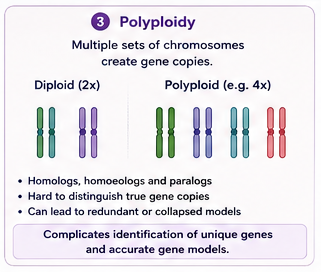 3 Polyploidy
Multiple sets of chromosomes
create gene copies.
Diploid (2x)
Polyploid (e.g. 4x)
• Homologs, homoeologs and paralogs
• Hard to distinguish true gene copies
• Can lead to redundant or collapsed models
Complicates identification of unique genes
and accurate gene models.